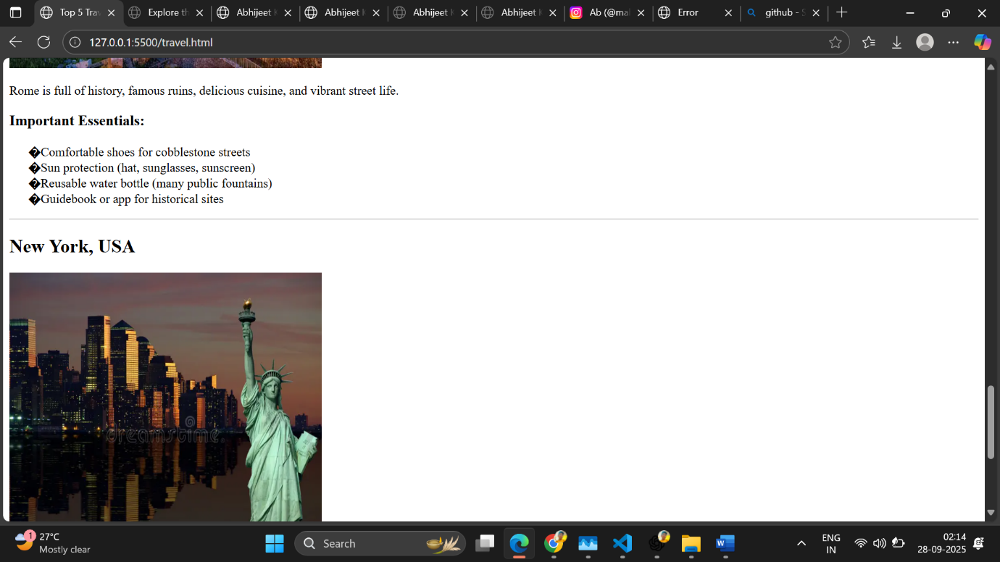 Top 5 Trav
Explore th
Abhijeet K
Abhijeet K
Abhijeet K
Abhijeet K
Ab (@mal
Error
github - S
127.0.0.1:5500/travel.html
Rome is full of history, famous ruins, delicious cuisine, and vibrant street life.
Important Essentials:
�Comfortable shoes for cobblestone streets
�Sun protection (hat, sunglasses, sunscreen)
�Reusable water bottle (many public fountains)
�Guidebook or app for historical sites
New York, USA
dreamstime
1
27°C
Mostly clear
Search
ENG
IN
02:14
28-09-2025